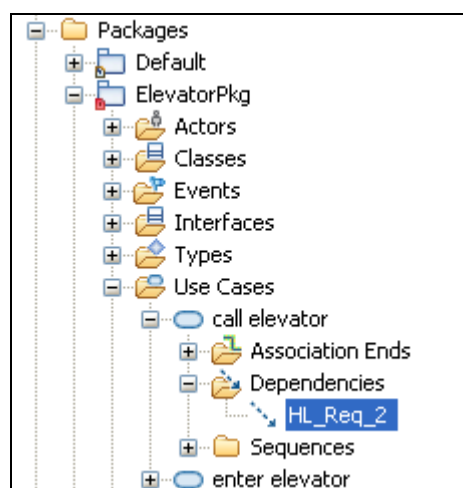 Packages
Default
ElevatorPkg
Actors
Classes
Events
Interfaces
Types
Use Cases
call elevator
Association Ends
Dependencies
HL_Req_2
Sequences
enter elevator